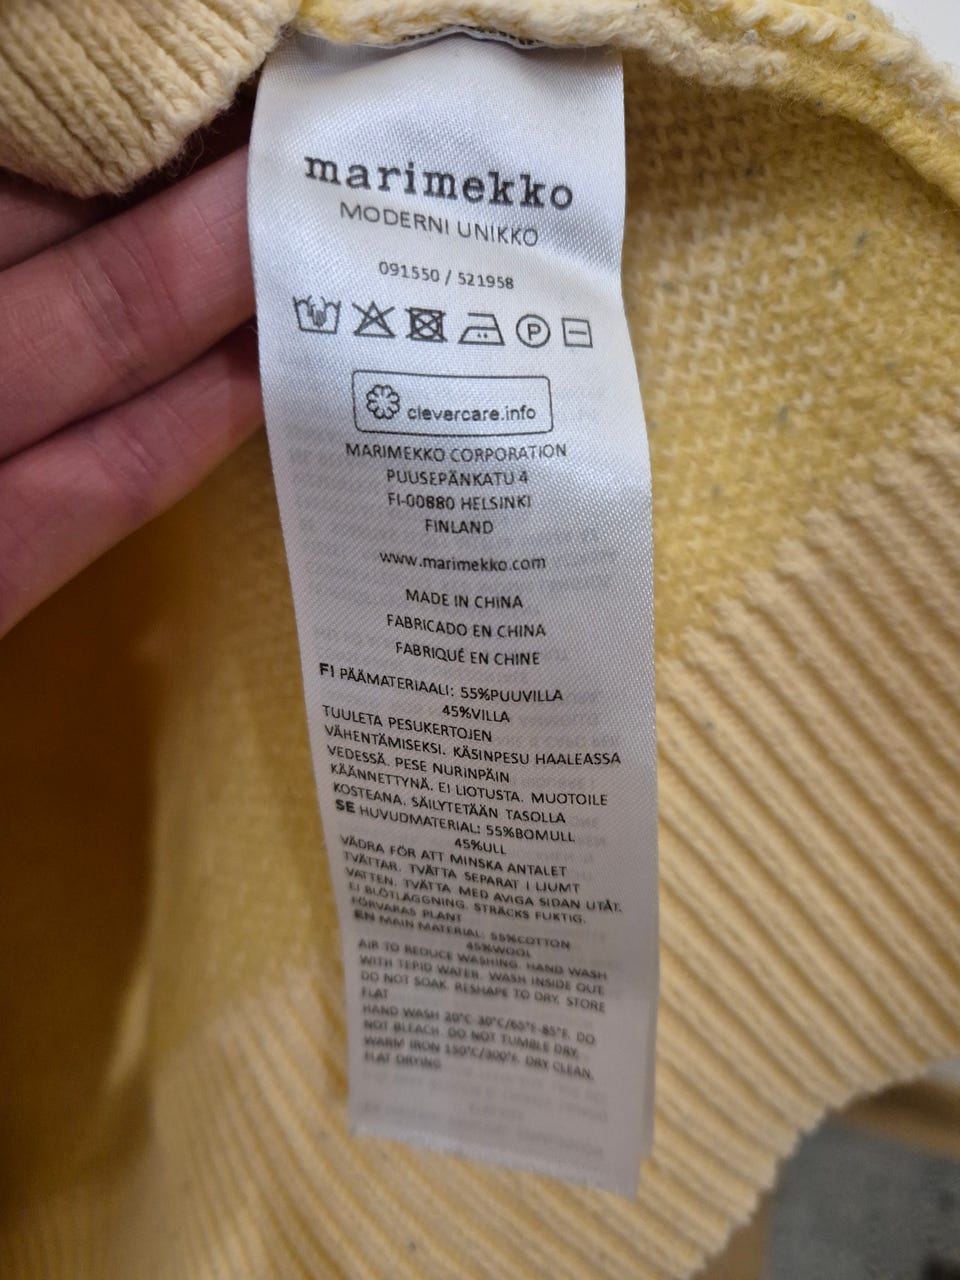 marimekko
MODERNI UNIKKO
091550 / 521958
P
clevercare.info
MARIMEKKO CORPORATION
PUUSEPÄNKATU 4
FI-00880 HELSINKI
FINLAND
www.marimekko.com
MADE IN CHINA
FABRICADO EN CHINA
FABRIQUÉ EN CHINE
FI PÄÄMATERIAALI: 55%PUUVILLA
45%VILLA
TUULETA PESUKERTOJEN
VÄHENTÄMISEKSI. KÄSINPESU HAALEASSA
VEDESSÄ. PESE NURINPÄIN
KÄÄNNETTYNÄ. EI LIOTUSTA. MUOTOILE
KOSTEANA. SÄILYTETÄÄN TASOLLA
SE HUVUDMATERIAL: 55%BOMULL
45%ULL
VÄDRA FÖR ATT MINSKA ANTALET
TVÄTTAR. TVÄTTA SEPARAT I LJUMT
VATTEN. TVÄTTA MED AVIGA SIDAN UTÅT.
EJ BLÖTLÄGGNING. STRÄCKS FUKTIG.
FÖRVARAS PLANT
EN MAIN MATERIAL: 55%COTTON
45%WOOL
AIR TO REDUCE WASHING. HAND WASH
WITH TEPID WATER. WASH INSIDE OUT.
DO NOT SOAK. RESHAPE TO DRY. STORE
FLAT
HAND WASH 20°C-30°C/65°F-85°F. DO
NOT BLEACH. DO NOT TUMBLE DRY.
WARM IRON 150°C/300°F. DRY CLEAN.
FLAT DRYING